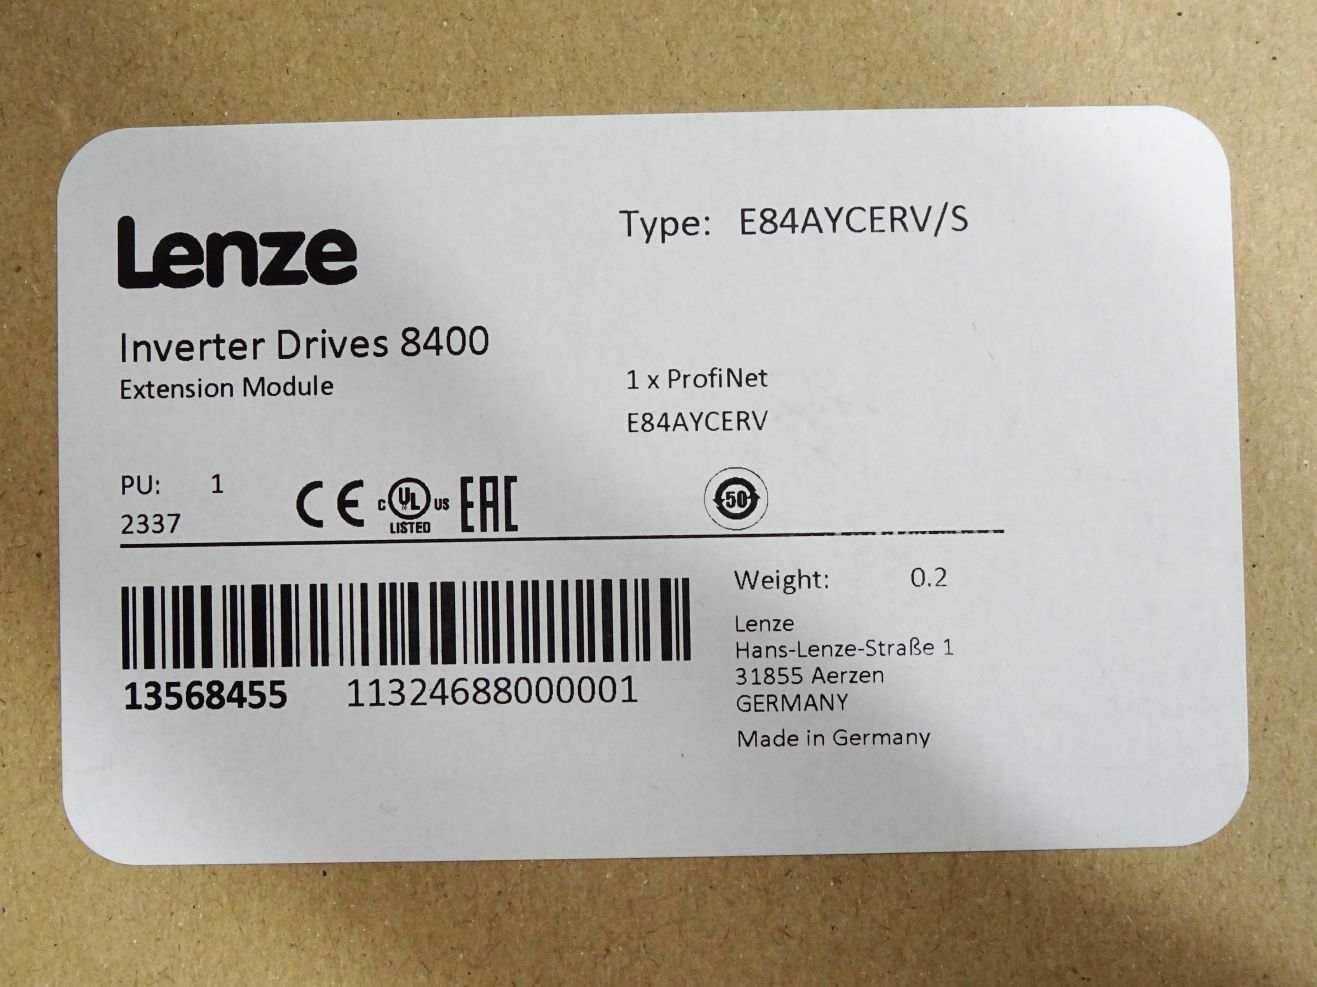 Lenze
Type: E84AYCERV/S
Inverter Drives 8400
Extension Module
1 x ProfiNet
E84AYCERV
PU: 1
2337
CE
C UL US
LISTED
EAC
50
13568455 11324688000001
Weight: 0.2
Lenze
Hans-Lenze-Straße 1
31855 Aerzen
GERMANY
Made in Germany